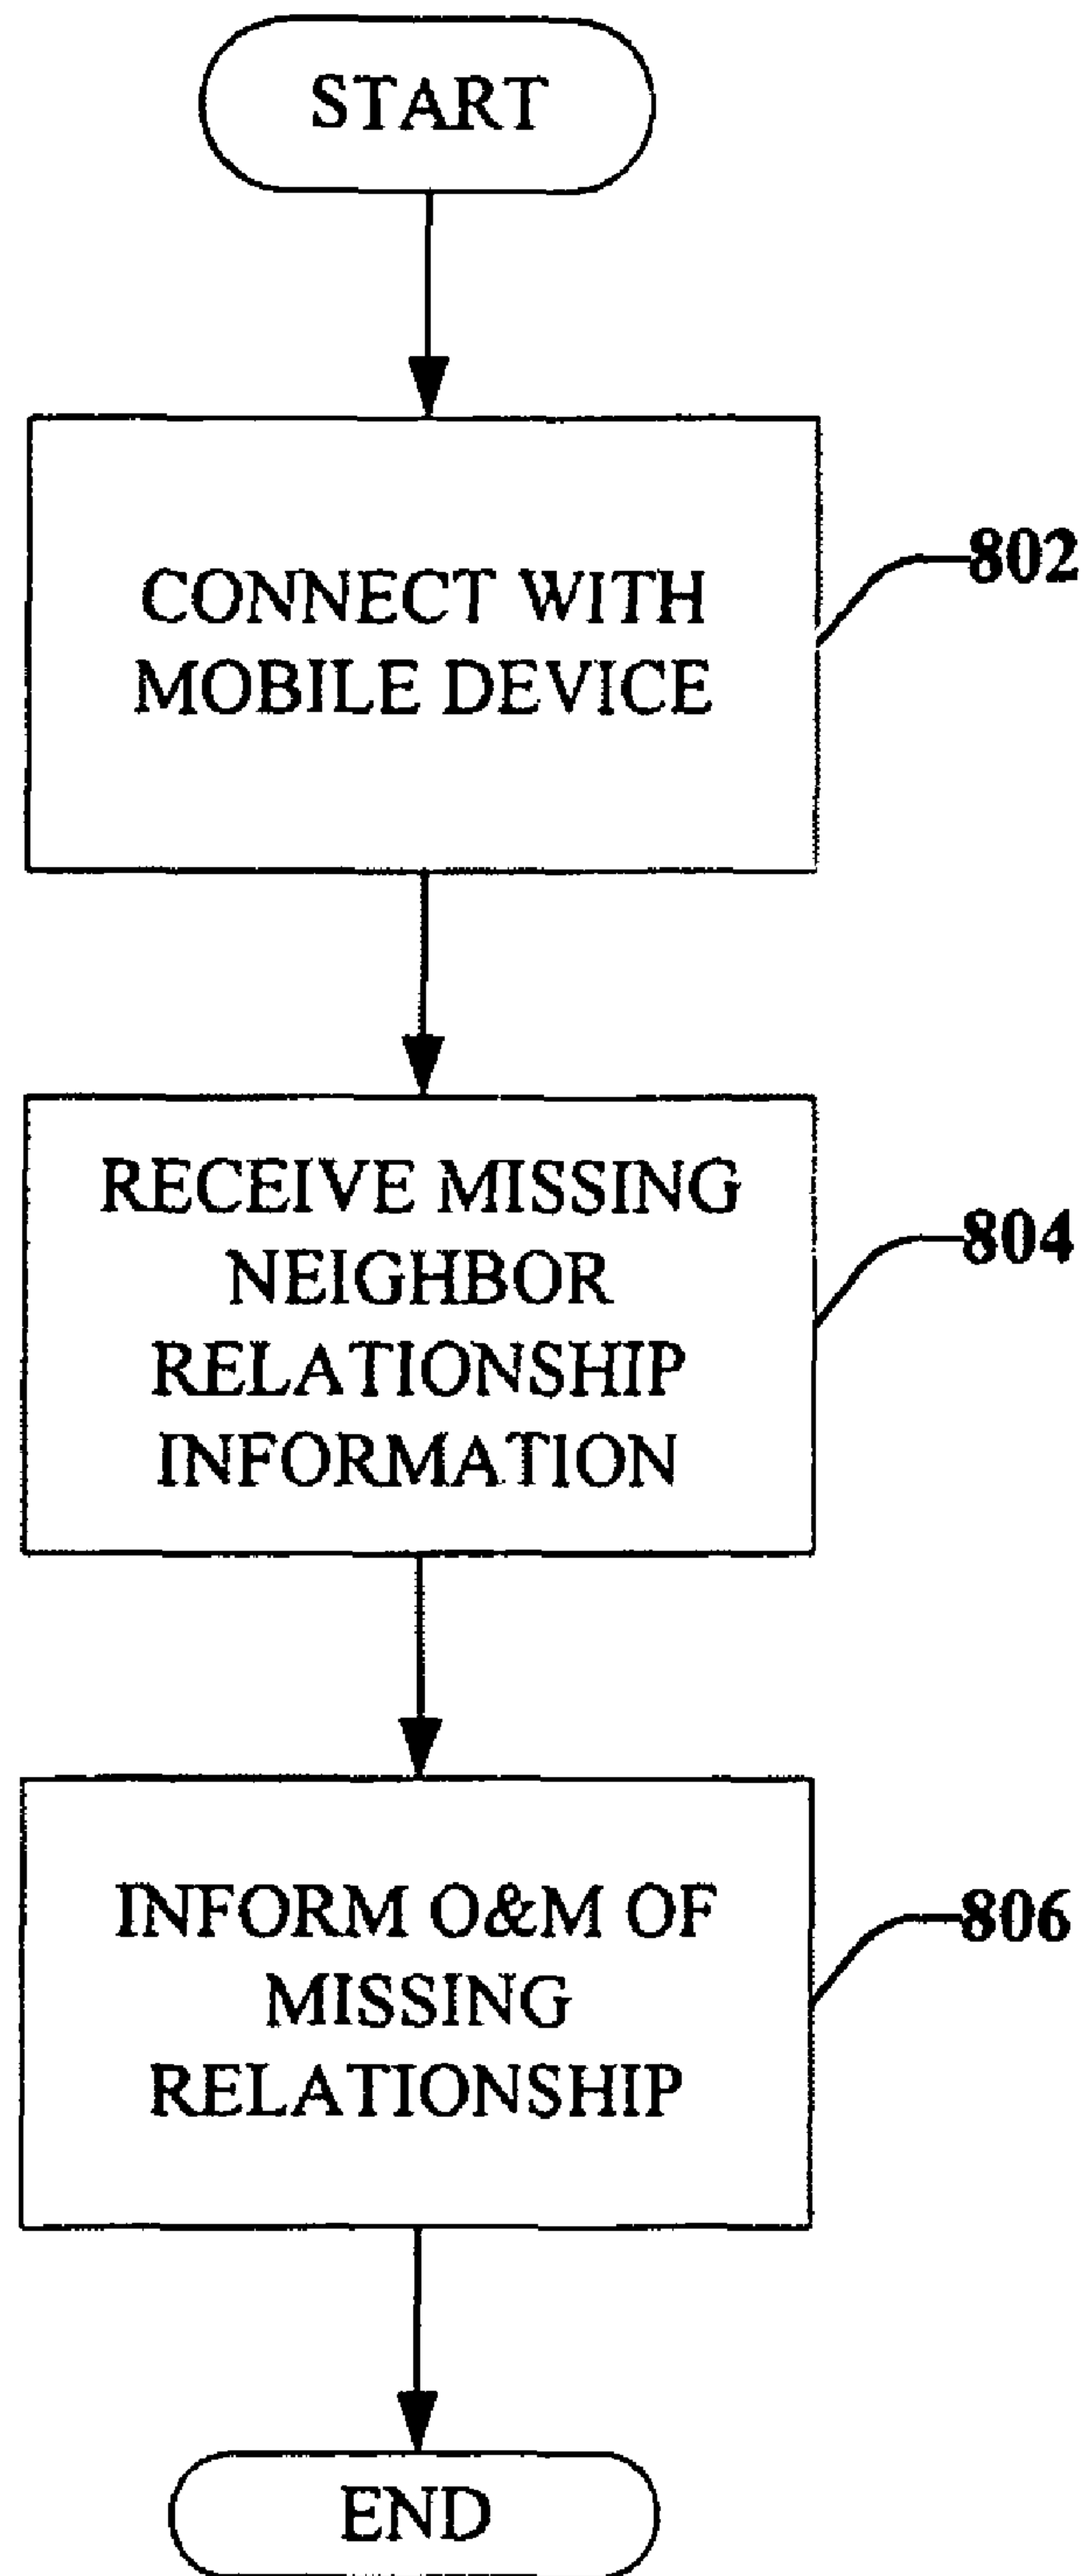 START
CONNECT WITH
MOBILE DEVICE
802
RECEIVE MISSING
NEIGHBOR
RELATIONSHIP
INFORMATION
804
INFORM O&M OF
MISSING
RELATIONSHIP
806
END